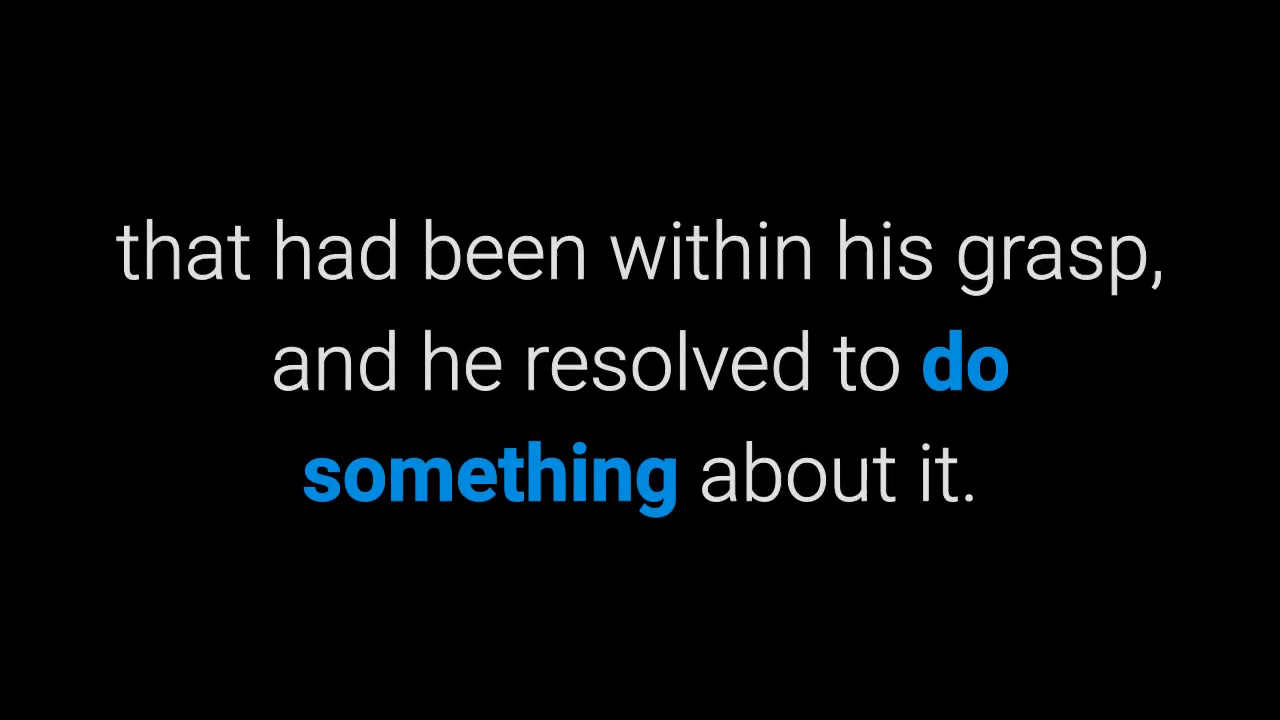 that had been within his grasp,
and he resolved to do
something about it.